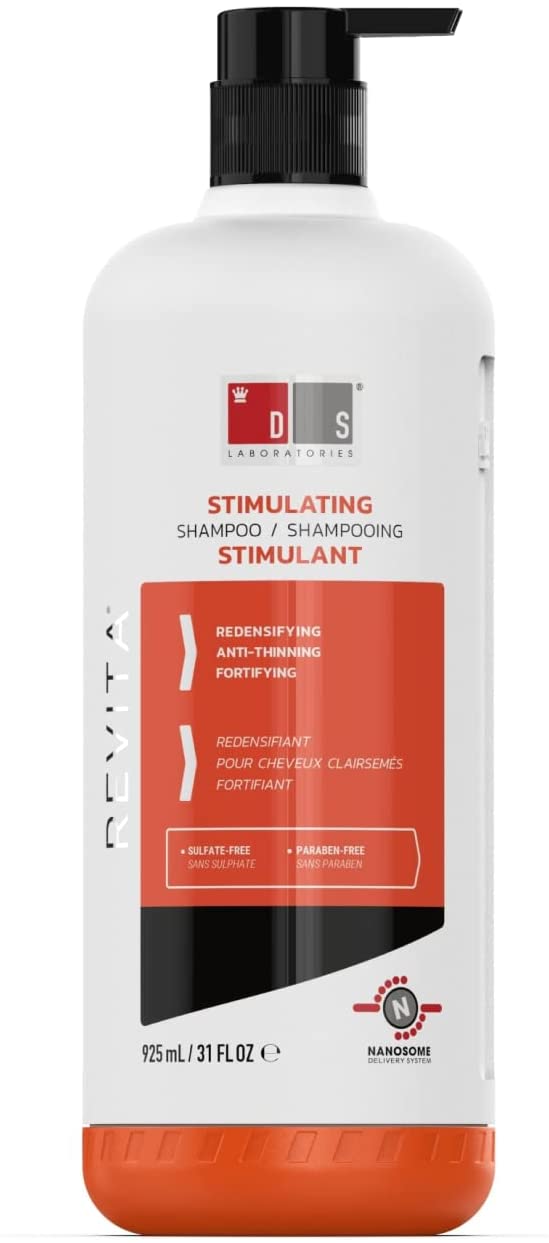 D S ®
LABORATORIES
STIMULATING
SHAMPOO / SHAMPOOING
STIMULANT
REVITA®
REDENSIFYING
ANTI-THINNING
FORTIFYING
REDENSIFIANT
POUR CHEVEUX CLAIRSEMÉS
FORTIFIANT
• SULFATE-FREE • PARABEN-FREE
SANS SULPHATE SANS PARABEN
N
925 mL / 31 FL OZ ℮
NANOSOME
DELIVERY SYSTEM